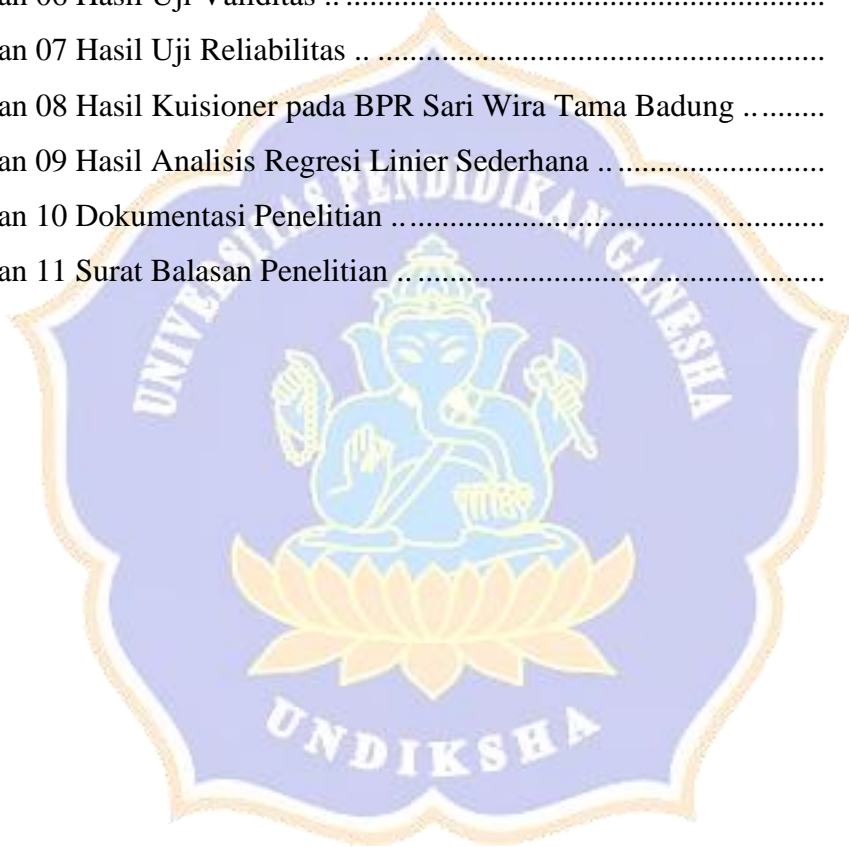 an 06 Hasil Uji Validitas .. ......................................................................
an 07 Hasil Uji Reliabilitas .. .................................................................
an 08 Hasil Kuisioner pada BPR Sari Wira Tama Badung .. ........
an 09 Hasil Analisis Regresi Linier Sederhana .. ..............................
an 10 Dokumentasi Penelitian .. ............................................................
an 11 Surat Balasan Penelitian .. ...........................................................
UNIVERSITAS PENDIDIKAN GANESHA
UNDIKSHA